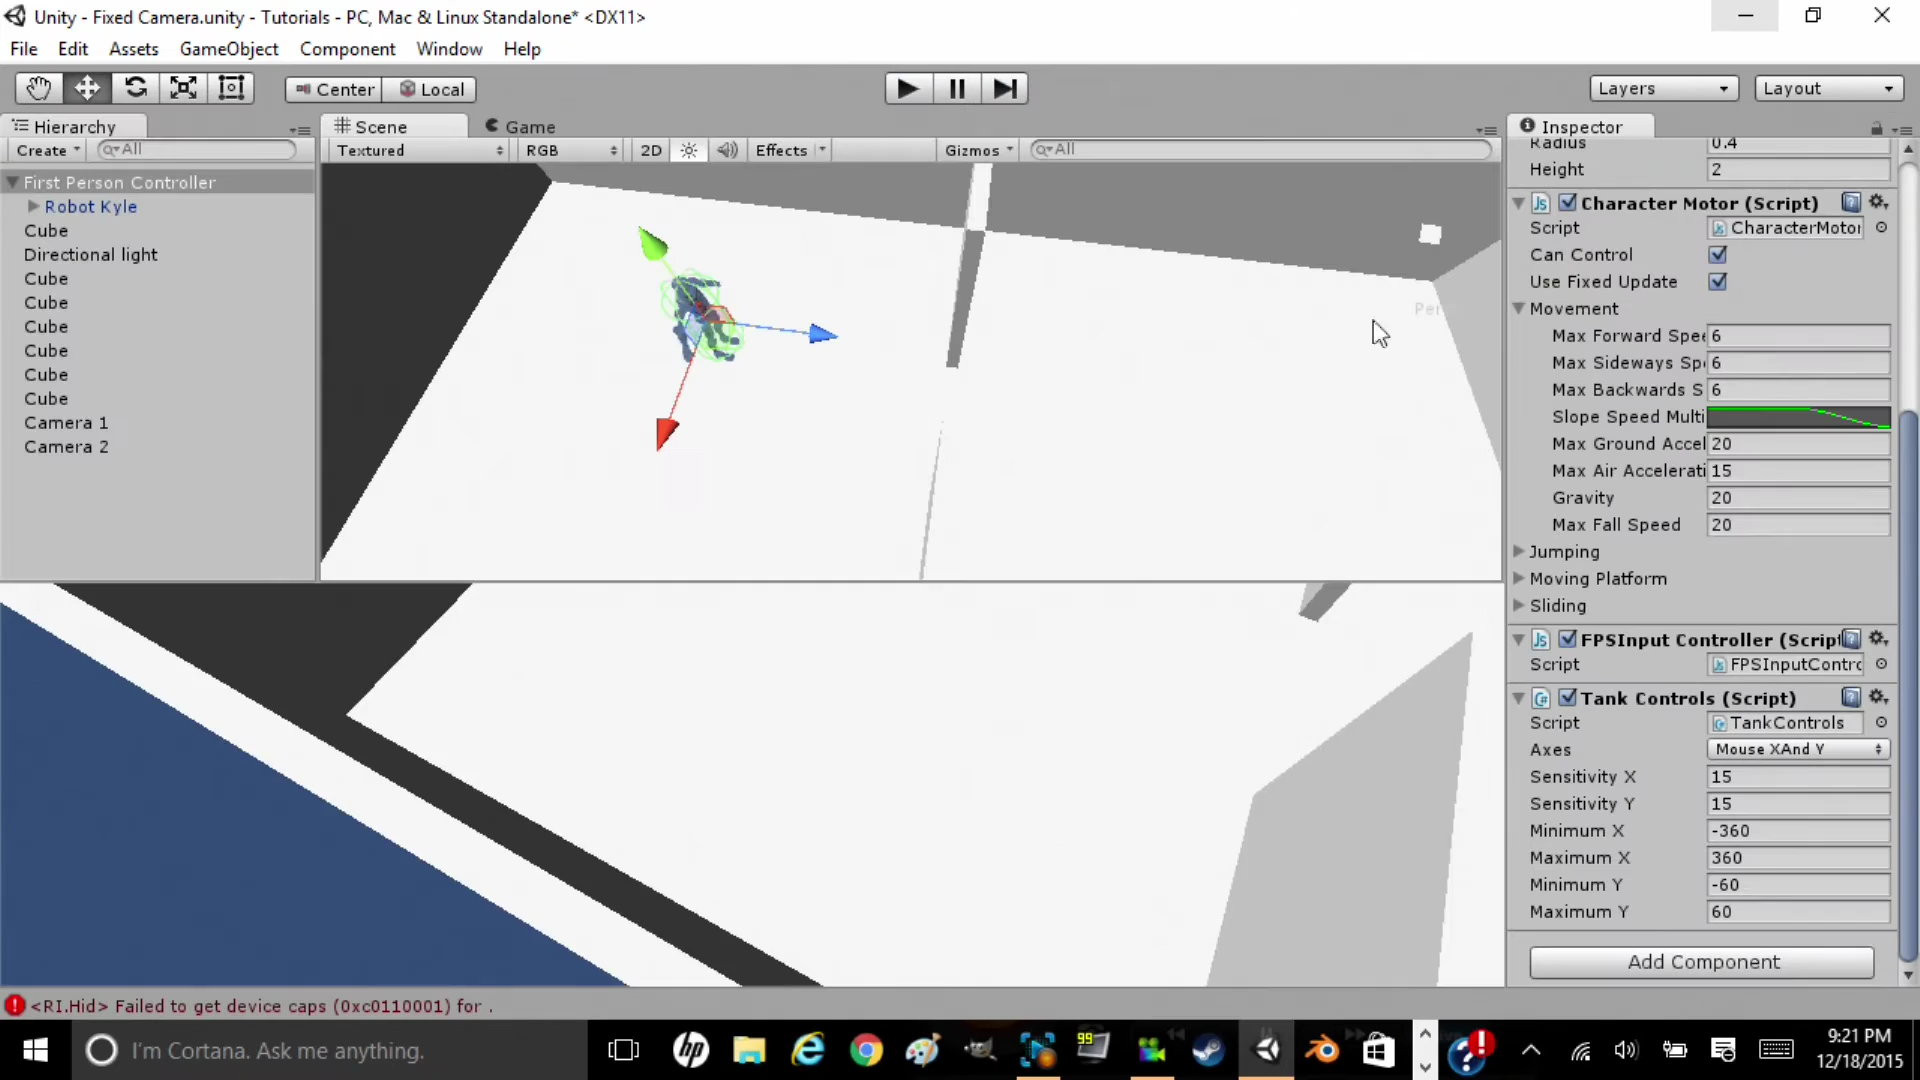 Unity - Fixed Camera.unity - Tutorials - PC, Mac & Linux Standalone* <DX11>
File Edit Assets GameObject Component Window Help
Center Local
Layers Layout
Hierarchy
Create All
First Person Controller
Robot Kyle
Cube
Directional light
Cube
Cube
Cube
Cube
Cube
Cube
Camera 1
Camera 2
Scene Game
Textured RGB 2D Effects Gizmos All
Inspector
Radius 0.4
Height 2
Character Motor (Script)
Script CharacterMotor
Can Control
Use Fixed Update
Movement
Max Forward Spee 6
Max Sideways Sp 6
Max Backwards S 6
Slope Speed Multi
Max Ground Accel 20
Max Air Accelerati 15
Gravity 20
Max Fall Speed 20
Jumping
Moving Platform
Sliding
FPSInput Controller (Script
Script FPSInputContro
Tank Controls (Script)
Script TankControls
Axes Mouse XAnd Y
Sensitivity X 15
Sensitivity Y 15
Minimum X -360
Maximum X 360
Minimum Y -60
Maximum Y 60
Add Component
<RI.Hid> Failed to get device caps (0xc0110001) for .
I'm Cortana. Ask me anything.
hp
99
9:21 PM
12/18/2015